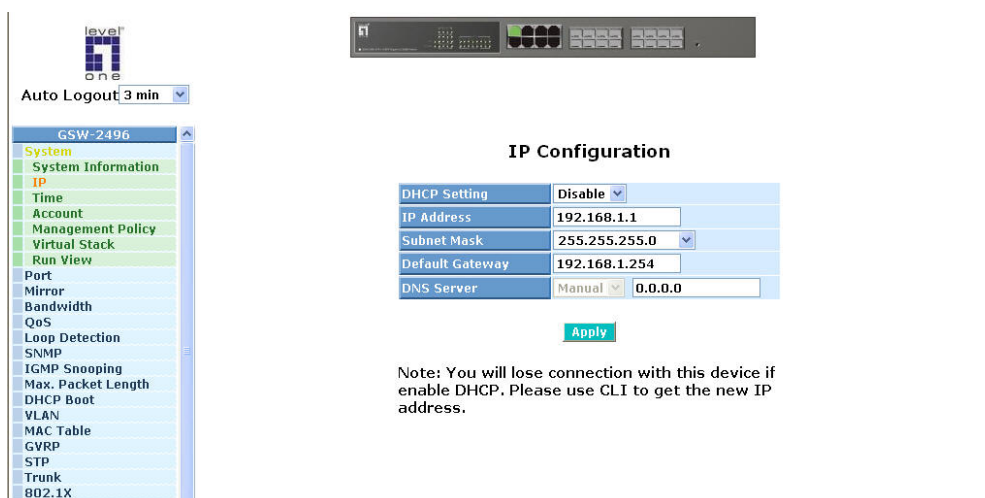 level
one
Auto Logout 3 min
GSW-2496
System
System Information
IP
Time
Account
Management Policy
Virtual Stack
Run View
Port
Mirror
Bandwidth
QoS
Loop Detection
SNMP
IGMP Snooping
Max. Packet Length
DHCP Boot
VLAN
MAC Table
GVRP
STP
Trunk
802.1X
IP Configuration
DHCP Setting Disable
IP Address 192.168.1.1
Subnet Mask 255.255.255.0
Default Gateway 192.168.1.254
DNS Server Manual 0.0.0.0
Apply
Note: You will lose connection with this device if
enable DHCP. Please use CLI to get the new IP
address.